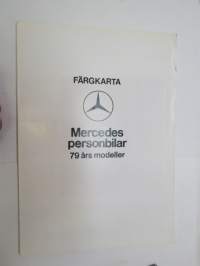 FÄRGKARTA
Mercedes
personbilar
79 års modeller